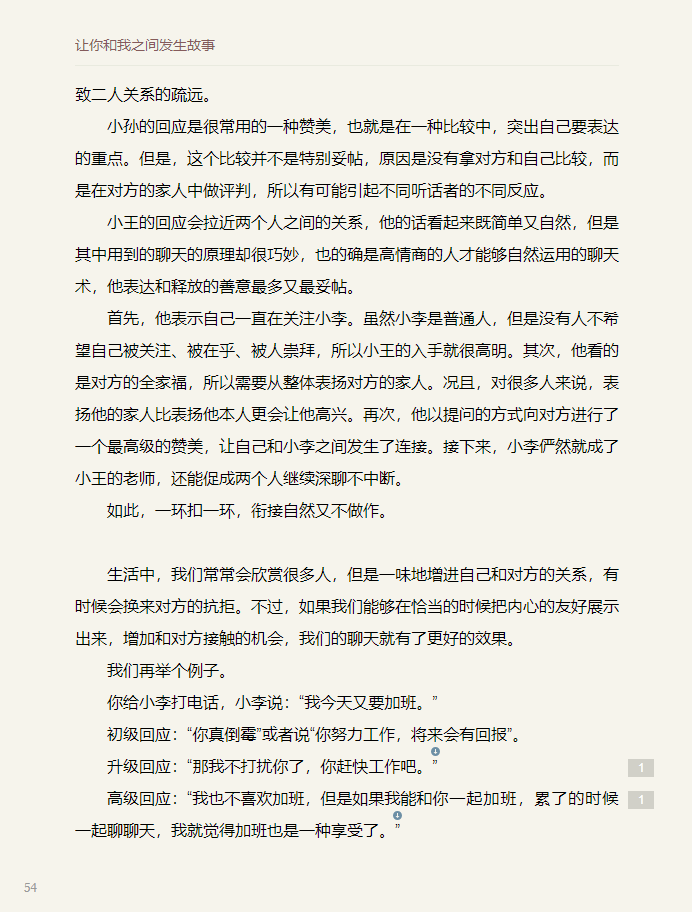 让你和我之间发生故事
致二人关系的疏远。
小孙的回应是很常用的一种赞美，也就是在一种比较中，突出自己要表达
的重点。但是，这个比较并不是特别妥帖，原因是没有拿对方和自己比较，而
是在对方的家人中做评判，所以有可能引起不同听话者的不同反应。
小王的回应会拉近两个人之间的关系，他的话看起来既简单又自然，但是
其中用到的聊天的原理却很巧妙，也的确是高情商的人才能够自然运用的聊天
术，他表达和释放的善意最多又最妥帖。
首先，他表示自己一直在关注小李。虽然小李是普通人，但是没有人不希
望自己被关注、被在乎、被人崇拜，所以小王的入手就很高明。其次，他看的
是对方的全家福，所以需要从整体表扬对方的家人。况且，对很多人来说，表
扬他的家人比表扬他本人更会让他高兴。再次，他以提问的方式向对方进行了
一个最高级的赞美，让自己和小李之间发生了连接。接下来，小李俨然就成了
小王的老师，还能促成两个人继续深聊不中断。
如此，一环扣一环，衔接自然又不做作。
生活中，我们常常会欣赏很多人，但是一味地增进自己和对方的关系，有
时候会换来对方的抗拒。不过，如果我们能够在恰当的时候把内心的友好展示
出来，增加和对方接触的机会，我们的聊天就有了更好的效果。
我们再举个例子。
你给小李打电话，小李说：“我今天又要加班。”
初级回应：“你真倒霉”或者说“你努力工作，将来会有回报”。
升级回应：“那我不打扰你了，你赶快工作吧。”
1
高级回应：“我也不喜欢加班，但是如果我能和你一起加班，累了的时候
1
一起聊聊天，我就觉得加班也是一种享受了。”
54